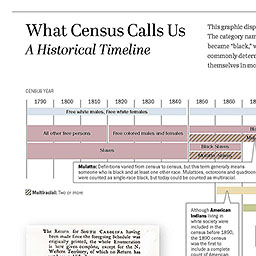 What Census Calls Us
A Historical Timeline
This graphic disp
The category nam
became "black," w
commonly determ
themselves in mo
CENSUS YEAR
1790 1800 1810 1820 1830 1840 1850 1860
Free white males, Free white females
All other free persons
Free colored males and females
Bl
Slaves
Black Slaves
Mulatto: Definitions varied from census to census, but this term generally means
someone who is black and at least one other race. Mulattoes, octoroons and quadroon
were counted as single-race black, but today could be counted as multiracial.
Multiracial: Two or more
Although American
Indians living in
white society were
included in the
census before 1890,
the 1890 census
was the first to
include a complete
count of American
The Return for SOUTH CAROLINA having
been made since the foregoing Schedule was
originally printed, the whole Enumeration
is here given complete, except for the N.
Western Territory, of which no Return has